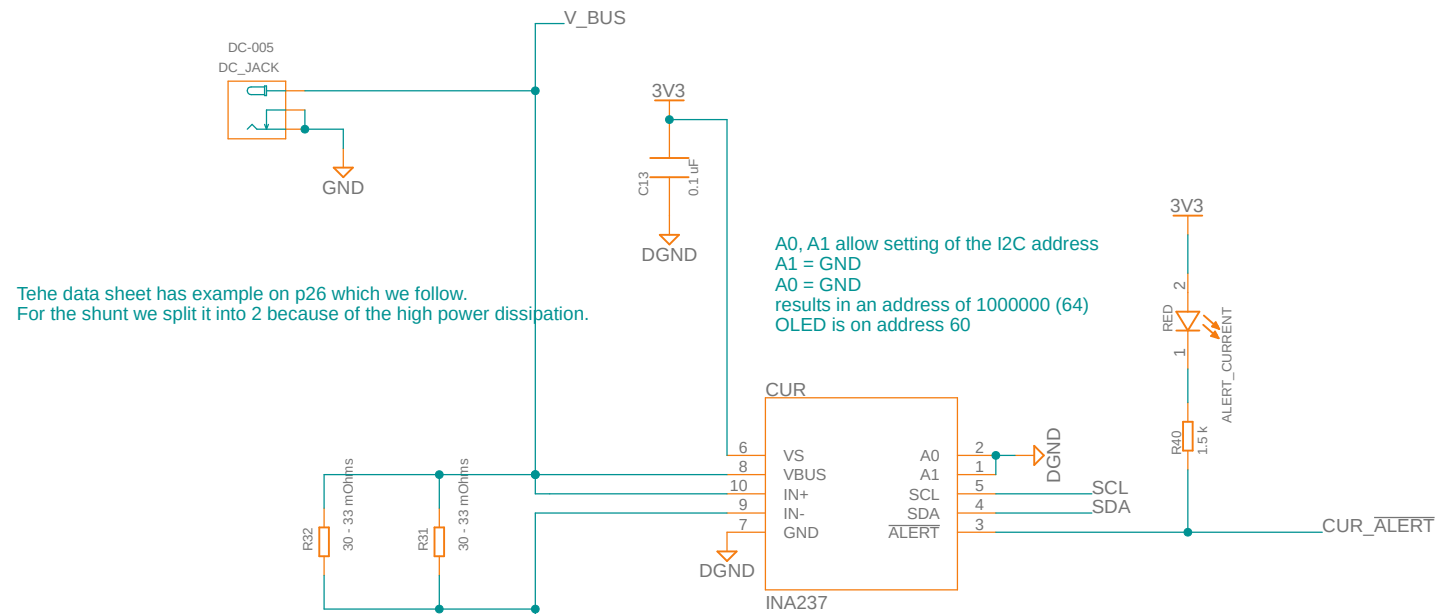 V_BUS
DC-005
DC_JACK
GND
3V3
C13
0.1 uF
DGND
A0, A1 allow setting of the I2C address
A1 = GND
A0 = GND
results in an address of 1000000 (64)
OLED is on address 60
Tehe data sheet has example on p26 which we follow.
For the shunt we split it into 2 because of the high power dissipation.
3V3
2
RED
1
ALERT_CURRENT
R40
1.5 k
CUR
6 VS
8 VBUS
10 IN+
9 IN-
7 GND
A0 2
A1 1
SCL 5
SDA 4
ALERT 3
DGND
SCL
SDA
CUR_ALERT
DGND
INA237
R32
30 - 33 mOhms
R31
30 - 33 mOhms